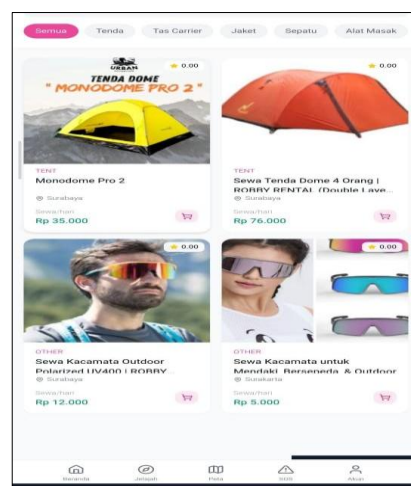 Semua
Tenda
Tas Carrier
Jaket
Sepatu
Alat Masak
0.00
URBAN
TENDA DOME
" MONODOME PRO 2 "
TENT
Monodome Pro 2
Surabaya
Sewa/hari
Rp 35.000
0.00
TENT
Sewa Tenda Dome 4 Orang |
ROBBY RENTAL (Double Laye...
Surabaya
Sewa/hari
Rp 76.000
0.00
OTHER
Sewa Kacamata Outdoor
Polarized UV400 | ROBBY...
Surabaya
Sewa/hari
Rp 12.000
0.00
OTHER
Sewa Kacamata untuk
Mendaki, Bersepeda, & Outdoor
Surakarta
Sewa/hari
Rp 5.000
Beranda
Jelajah
Peta
SOS
Akun